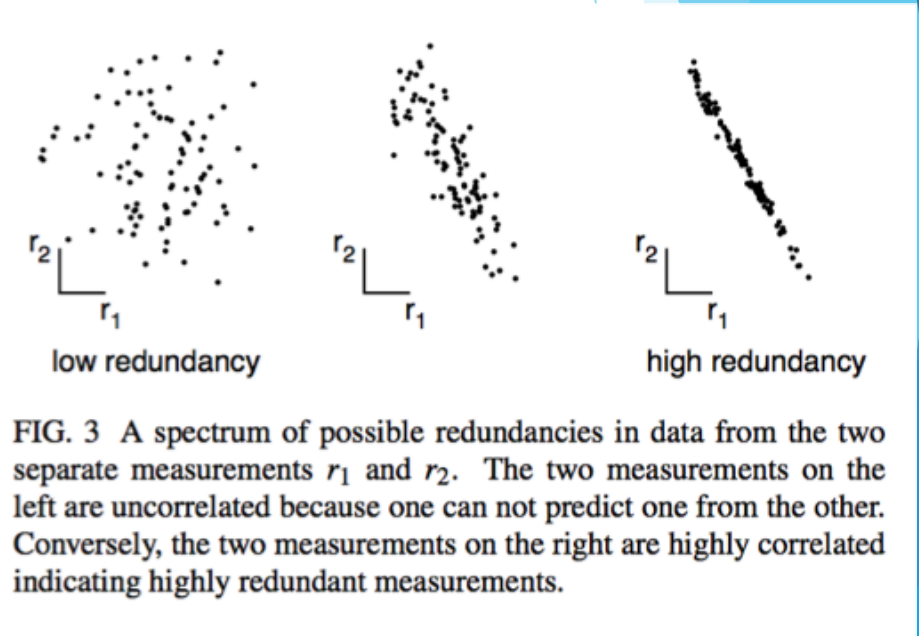 r2 r2 r2
r1 r1 r1
low redundancy high redundancy
FIG. 3 A spectrum of possible redundancies in data from the two
separate measurements r1 and r2. The two measurements on the
left are uncorrelated because one can not predict one from the other.
Conversely, the two measurements on the right are highly correlated
indicating highly redundant measurements.